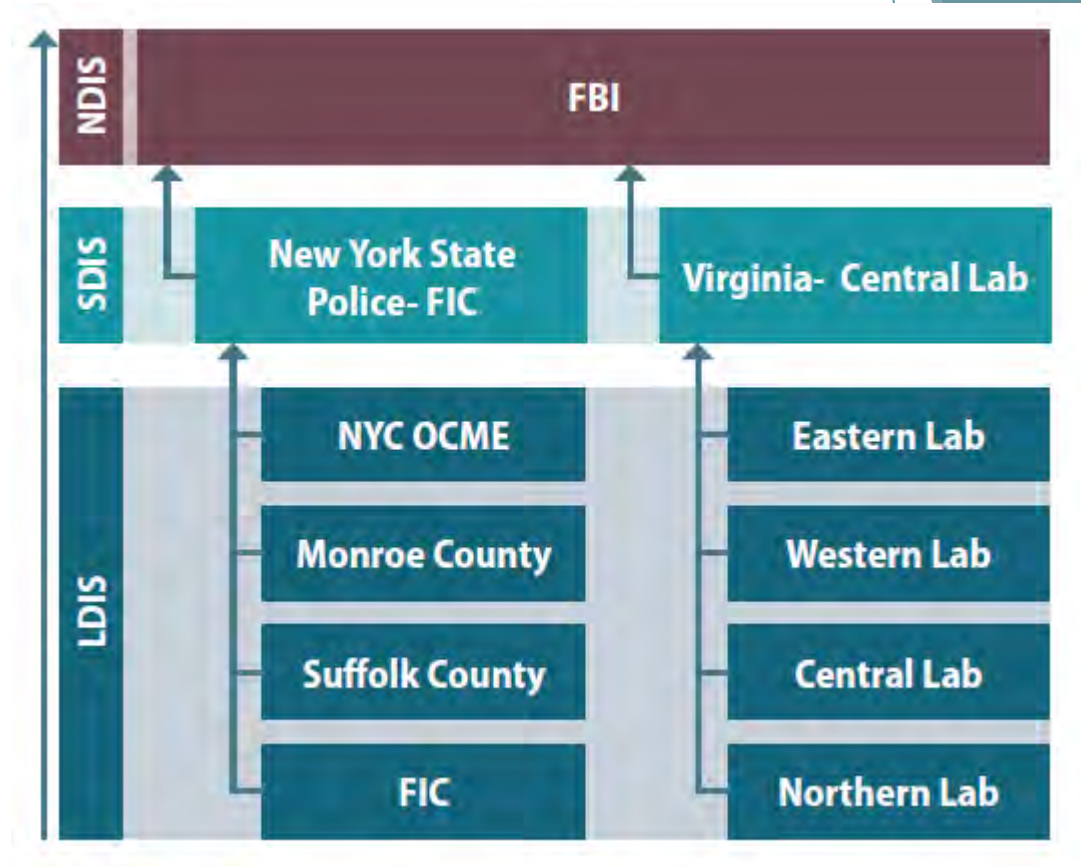 NDIS
FBI
SDIS
New York State
Police- FIC
Virginia- Central Lab
LDIS
NYC OCME
Eastern Lab
Monroe County
Western Lab
Suffolk County
Central Lab
FIC
Northern Lab